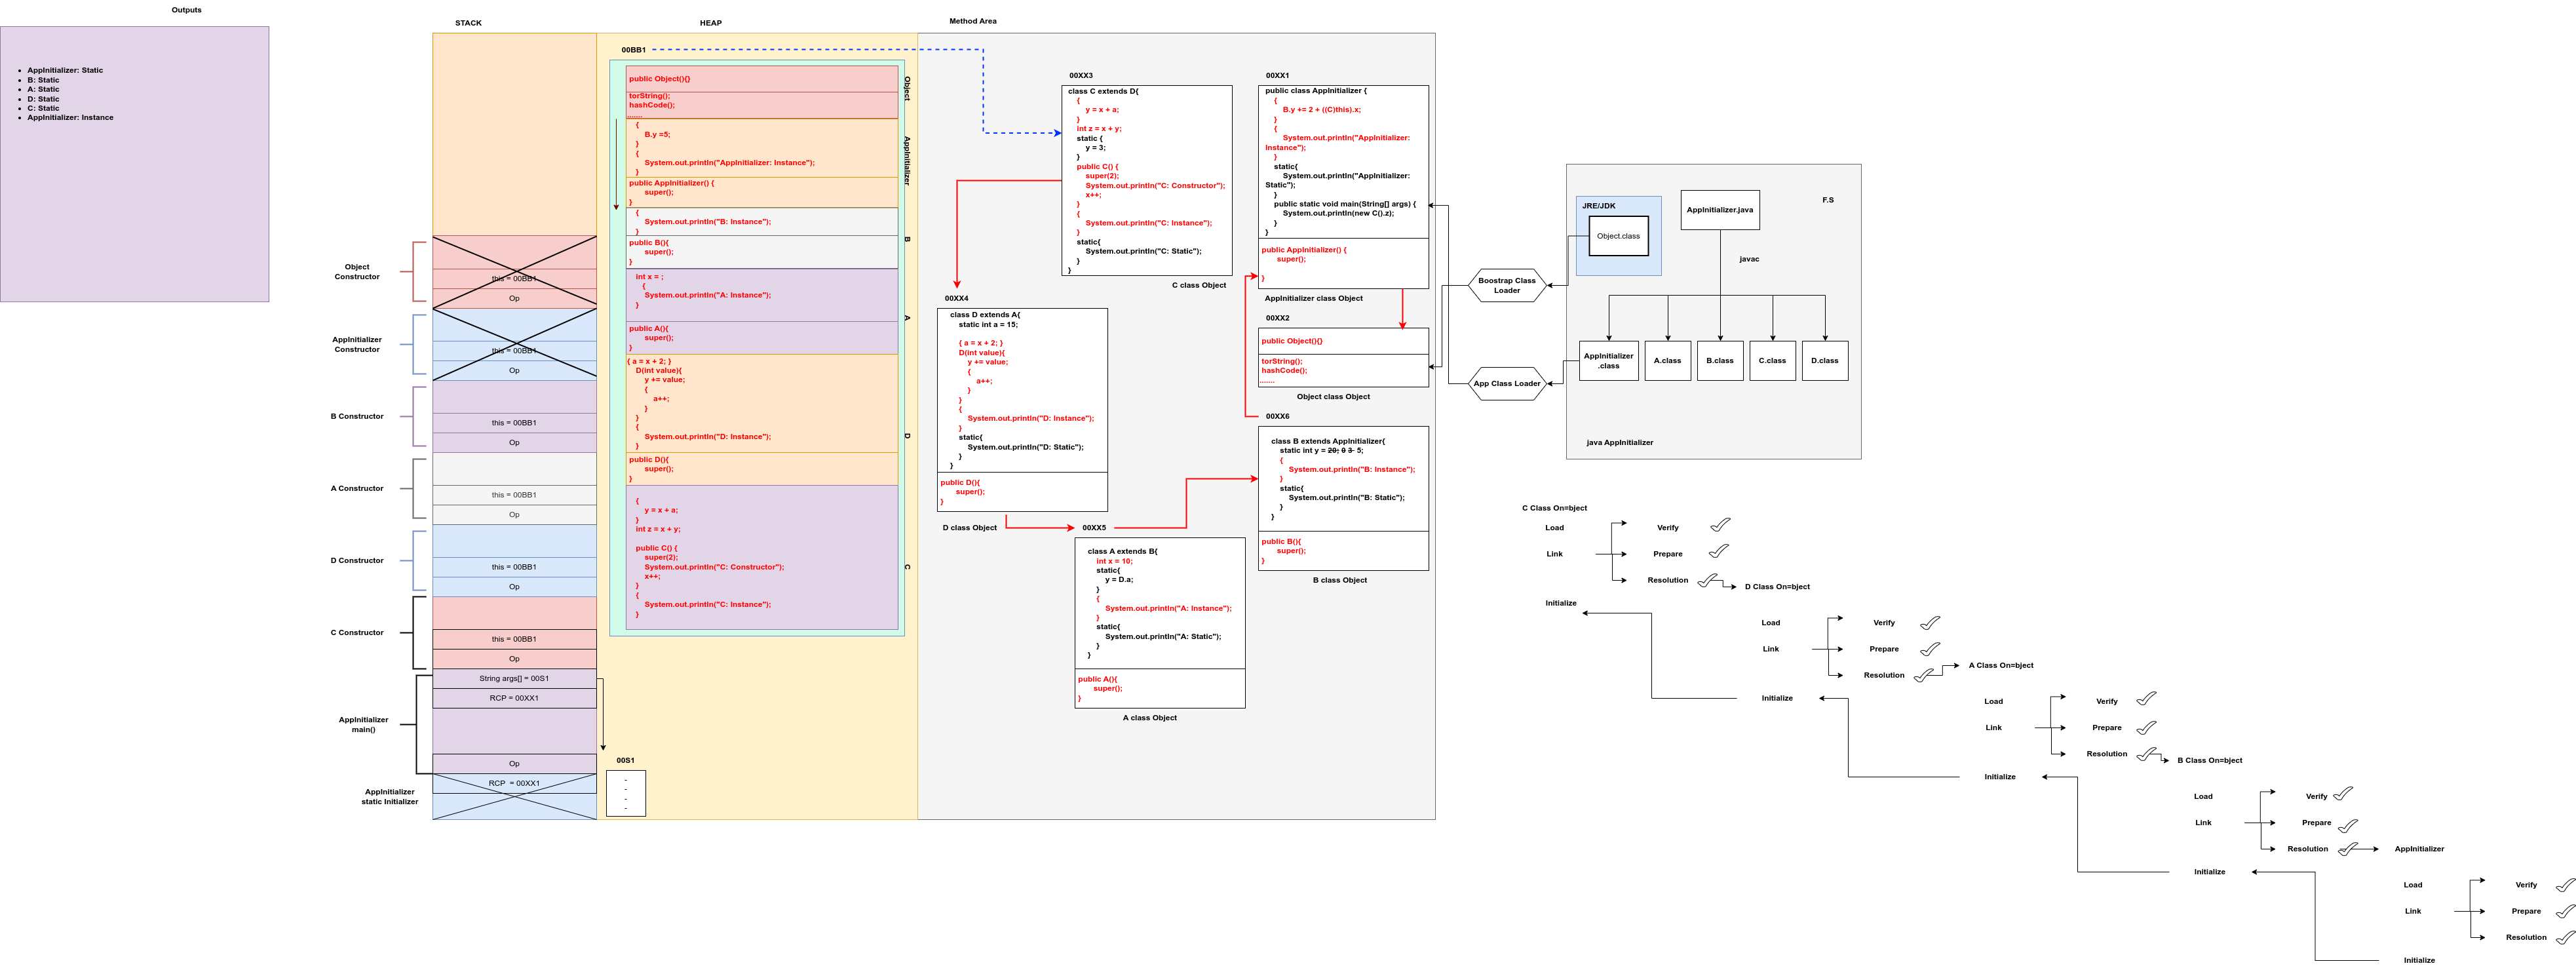 Outputs
AppInitializer: Static
B: Static
A: Static
D: Static
C: Static
AppInitializer: Instance
STACK
HEAP
Method Area
Object
Constructor
AppInitializer
Constructor
B Constructor
A Constructor
D Constructor
C Constructor
AppInitializer
main()
AppInitializer
static Initializer
this = 00BB1
Op
this = 00BB1
Op
this = 00BB1
Op
this = 00BB1
Op
this = 00BB1
Op
this = 00BB1
Op
String args[] = 00S1
RCP = 00XX1
Op
RCP = 00XX1
00S1
-
-
-
-
00BB1
public Object(){}
torString();
hashCode();
.......
{
B.y =5;
}
{
System.out.println("AppInitializer: Instance");
}
public AppInitializer() {
super();
}
{
System.out.println("B: Instance");
}
public B(){
super();
}
int x = ;
{
System.out.println("A: Instance");
}
public A(){
super();
}
{ a = x + 2; }
D(int value){
y += value;
{
a++;
}
}
{
System.out.println("D: Instance");
}
public D(){
super();
}
{
y = x + a;
}
int z = x + y;
public C() {
super(2);
System.out.println("C: Constructor");
x++;
}
{
System.out.println("C: Instance");
}
Object
AppInitializer
B
A
D
C
00XX3
class C extends D{
{
y = x + a;
}
int z = x + y;
static {
y = 3;
}
public C() {
super(2);
System.out.println("C: Constructor");
x++;
}
{
System.out.println("C: Instance");
}
static{
System.out.println("C: Static");
}
}
C class Object
00XX1
public class AppInitializer {
{
B.y += 2 + ((C)this).x;
}
{
System.out.println("AppInitializer:
Instance");
}
static{
System.out.println("AppInitializer:
Static");
}
public static void main(String[] args) {
System.out.println(new C().z);
}
}
public AppInitializer() {
super();
}
AppInitializer class Object
00XX2
public Object(){}
torString();
hashCode();
.......
Object class Object
00XX4
class D extends A{
static int a = 15;
{ a = x + 2; }
D(int value){
y += value;
{
a++;
}
}
{
System.out.println("D: Instance");
}
static{
System.out.println("D: Static");
}
}
public D(){
super();
}
D class Object
00XX5
class A extends B{
int x = 10;
static{
y = D.a;
}
{
System.out.println("A: Instance");
}
static{
System.out.println("A: Static");
}
}
public A(){
super();
}
A class Object
00XX6
class B extends AppInitializer{
static int y = 20; 0 3 5;
{
System.out.println("B: Instance");
}
static{
System.out.println("B: Static");
}
}
public B(){
super();
}
B class Object
Boostrap Class
Loader
App Class Loader
JRE/JDK
Object.class
AppInitializer.java
F.S
javac
AppInitializer
.class
A.class
B.class
C.class
D.class
java AppInitializer
C Class On=bject
Load
Link
Verify
Prepare
Resolution
Initialize
D Class On=bject
Load
Link
Verify
Prepare
Resolution
Initialize
A Class On=bject
Load
Link
Verify
Prepare
Resolution
Initialize
B Class On=bject
Load
Link
Verify
Prepare
Resolution
Initialize
AppInitializer
Load
Link
Verify
Prepare
Resolution
Initialize